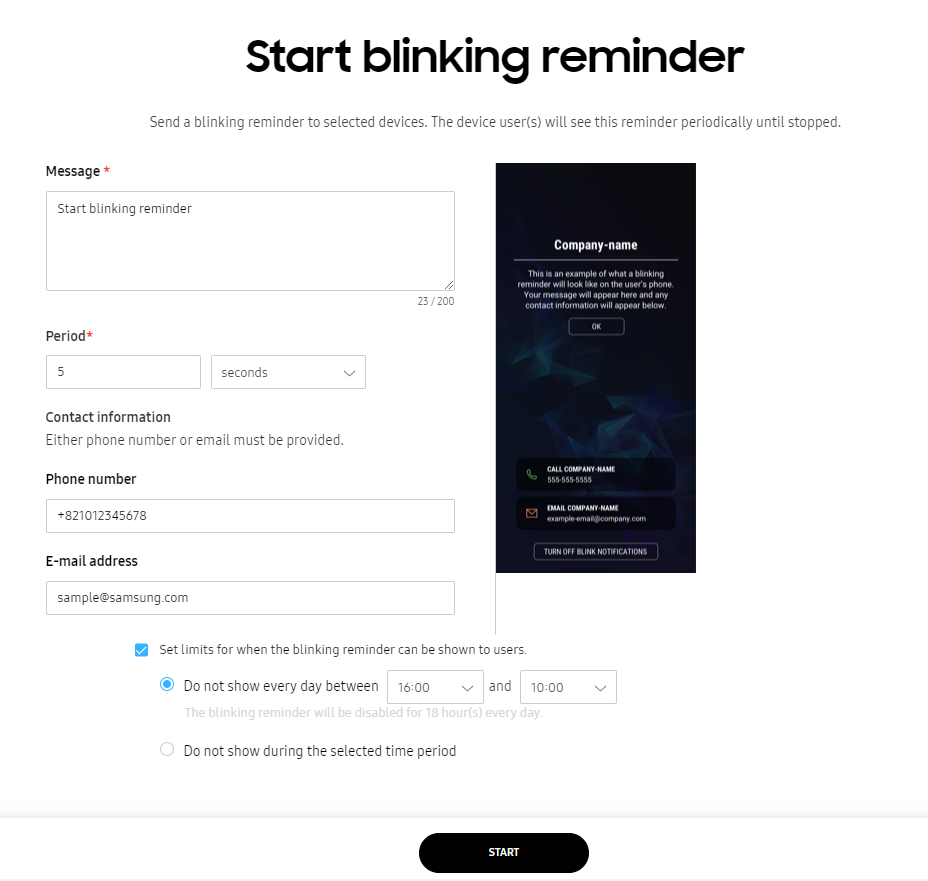 Start blinking reminder
Send a blinking reminder to selected devices. The device user(s) will see this reminder periodically until stopped.
Message *
Start blinking reminder
23 / 200
Period*
5
seconds
Contact information
Either phone number or email must be provided.
Phone number
+821012345678
E-mail address
sample@samsung.com
Company-name
This is an example of what a blinking
reminder will look like on the user's phone.
Your message will appear here and any
contact information will appear below.
OK
CALL COMPANY-NAME
555-555-5555
EMAIL COMPANY-NAME
example-email@company.com
TURN OFF BLINK NOTIFICATIONS
Set limits for when the blinking reminder can be shown to users.
Do not show every day between 16:00 and 10:00
The blinking reminder will be disabled for 18 hour(s) every day.
Do not show during the selected time period
START